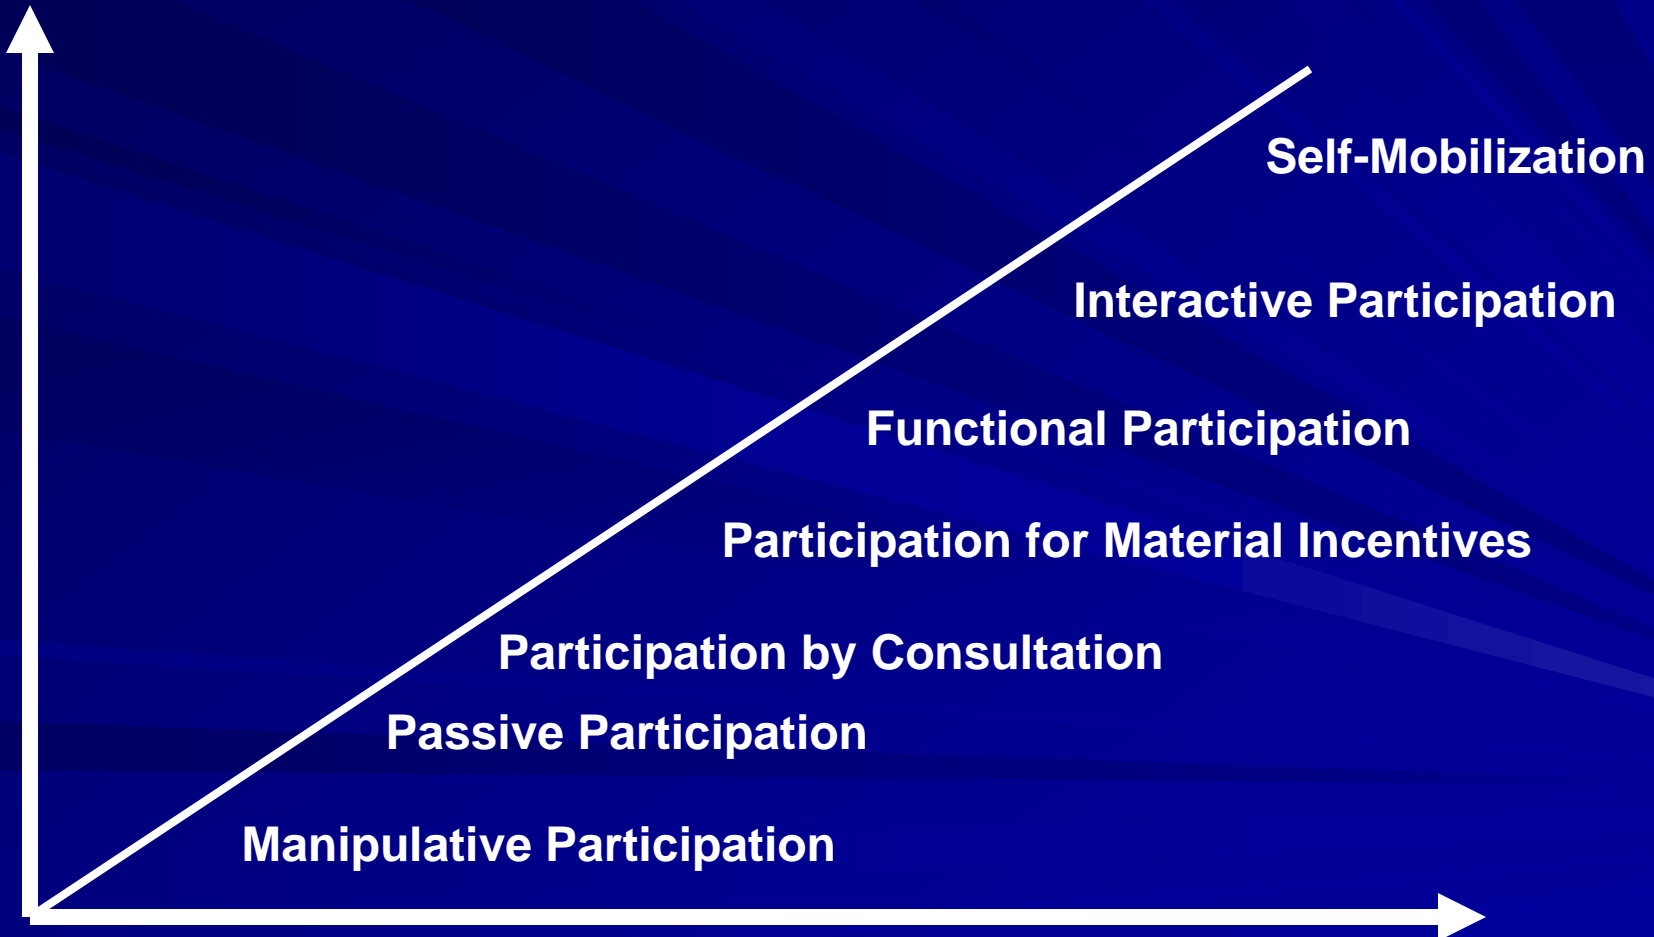 Self-Mobilization
Interactive Participation
Functional Participation
Participation for Material Incentives
Participation by Consultation
Passive Participation
Manipulative Participation